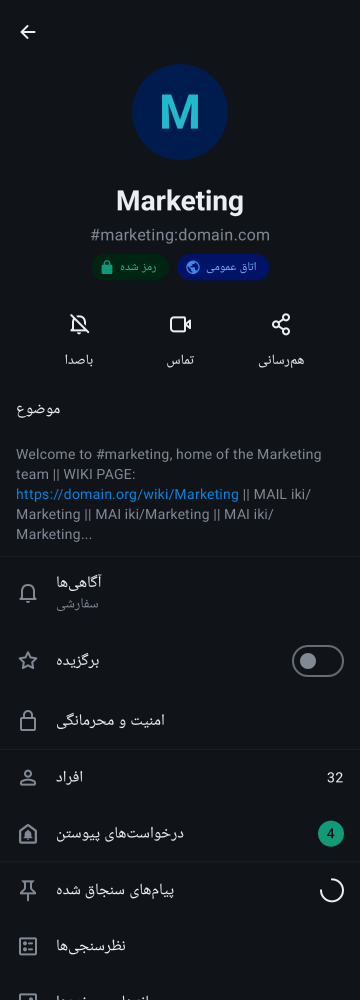 M
Marketing
#marketing:domain.com
رمز شده
اتاق عمومی
باصدا
تماس
هم‌رسانی
موضوع
Welcome to #marketing, home of the Marketing
team || WIKI PAGE:
https://domain.org/wiki/Marketing || MAIL iki/
Marketing || MAI iki/Marketing || MAI iki/
Marketing...
آگاهی‌ها
سفارشی
برگزیده
امنیت و محرمانگی
افراد 32
درخواست‌های پیوستن 4
پیام‌های سنجاق شده
نظرسنجی‌ها